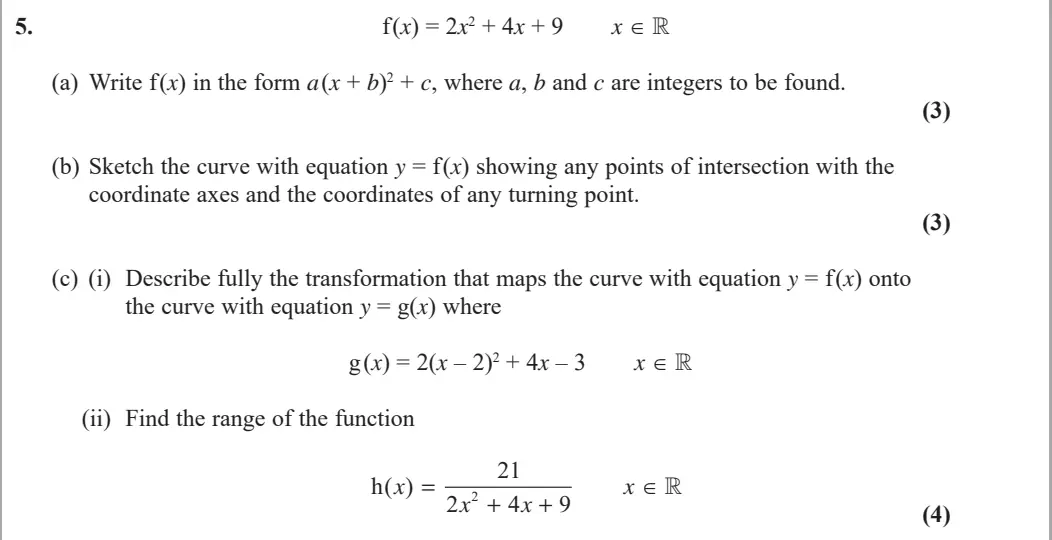 5. f(x) = 2x² + 4x + 9 x ∈ ℝ
(a) Write f(x) in the form a(x + b)² + c, where a, b and c are integers to be found.
(3)
(b) Sketch the curve with equation y = f(x) showing any points of intersection with the
coordinate axes and the coordinates of any turning point.
(3)
(c) (i) Describe fully the transformation that maps the curve with equation y = f(x) onto
the curve with equation y = g(x) where
g(x) = 2(x – 2)² + 4x – 3 x ∈ ℝ
(ii) Find the range of the function
h(x) = 21 / (2x² + 4x + 9) x ∈ ℝ
(4)